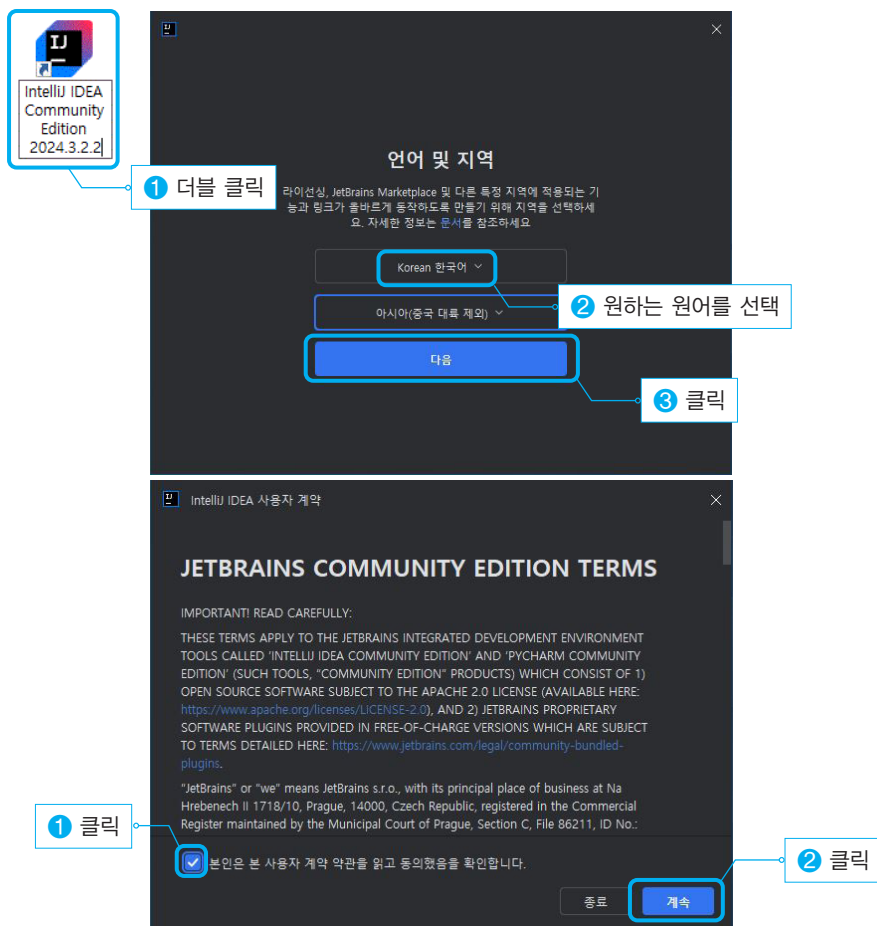 IJ
IntelliJ IDEA
Community
Edition
2024.3.2.2
❶ 더블 클릭
IJ
언어 및 지역
라이선싱, JetBrains Marketplace 및 다른 특정 지역에 적용되는 기
능과 링크가 올바르게 동작하도록 만들기 위해 지역을 선택하세
요. 자세한 정보는 문서를 참조하세요
Korean 한국어
❷ 원하는 원어를 선택
아시아(중국 대륙 제외)
다음
❸ 클릭
IJ IntelliJ IDEA 사용자 계약
JETBRAINS COMMUNITY EDITION TERMS
IMPORTANT! READ CAREFULLY:
THESE TERMS APPLY TO THE JETBRAINS INTEGRATED DEVELOPMENT ENVIRONMENT
TOOLS CALLED 'INTELLIJ IDEA COMMUNITY EDITION' AND 'PYCHARM COMMUNITY
EDITION' (SUCH TOOLS, "COMMUNITY EDITION" PRODUCTS) WHICH CONSIST OF 1)
OPEN SOURCE SOFTWARE SUBJECT TO THE APACHE 2.0 LICENSE (AVAILABLE HERE:
https://www.apache.org/licenses/LICENSE-2.0), AND 2) JETBRAINS PROPRIETARY
SOFTWARE PLUGINS PROVIDED IN FREE-OF-CHARGE VERSIONS WHICH ARE SUBJECT
TO TERMS DETAILED HERE: https://www.jetbrains.com/legal/community-bundled-
plugins.
"JetBrains" or "we" means JetBrains s.r.o., with its principal place of business at Na
Hrebenech II 1718/10, Prague, 14000, Czech Republic, registered in the Commercial
Register maintained by the Municipal Court of Prague, Section C, File 86211, ID No.:
❶ 클릭
본인은 본 사용자 계약 약관을 읽고 동의했음을 확인합니다.
❷ 클릭
종료
계속